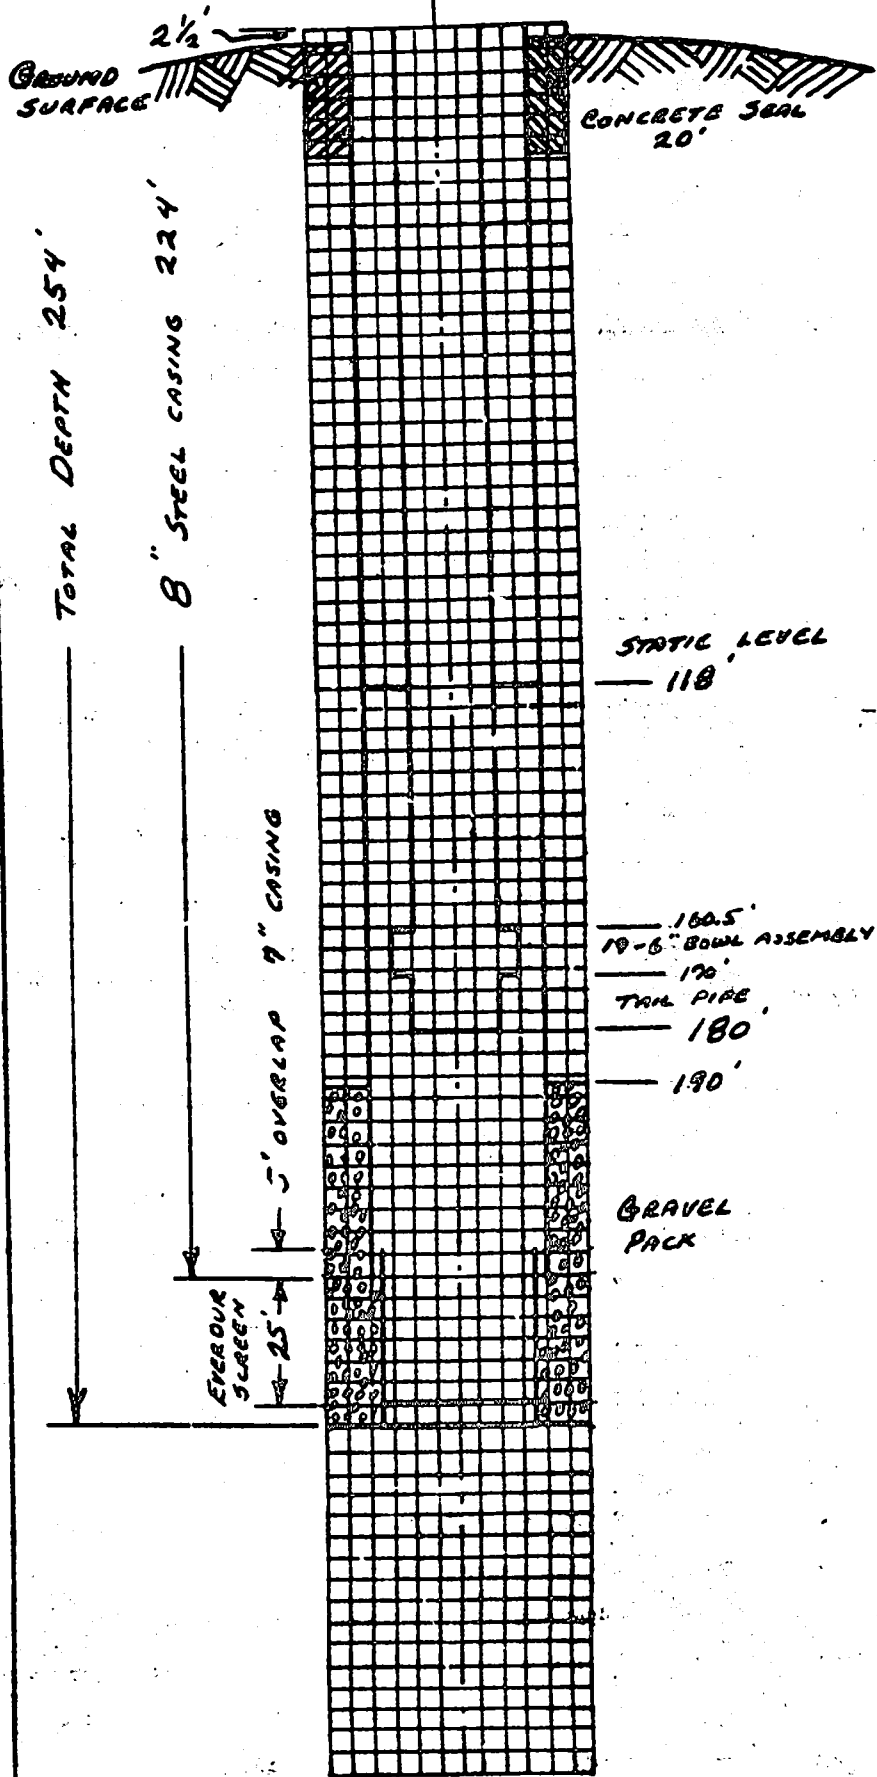 2½'
GROUND
SURFACE
CONCRETE SEAL
20'
TOTAL DEPTH 254'
8" STEEL CASING 224'
STATIC LEVEL
118'
5' OVERLAP 7" CASING
160.5'
BOWL ASSEMBLY
170'
TAIL PIPE
180'
190'
GRAVEL
PACK
EVERDUR
SCREEN
25'